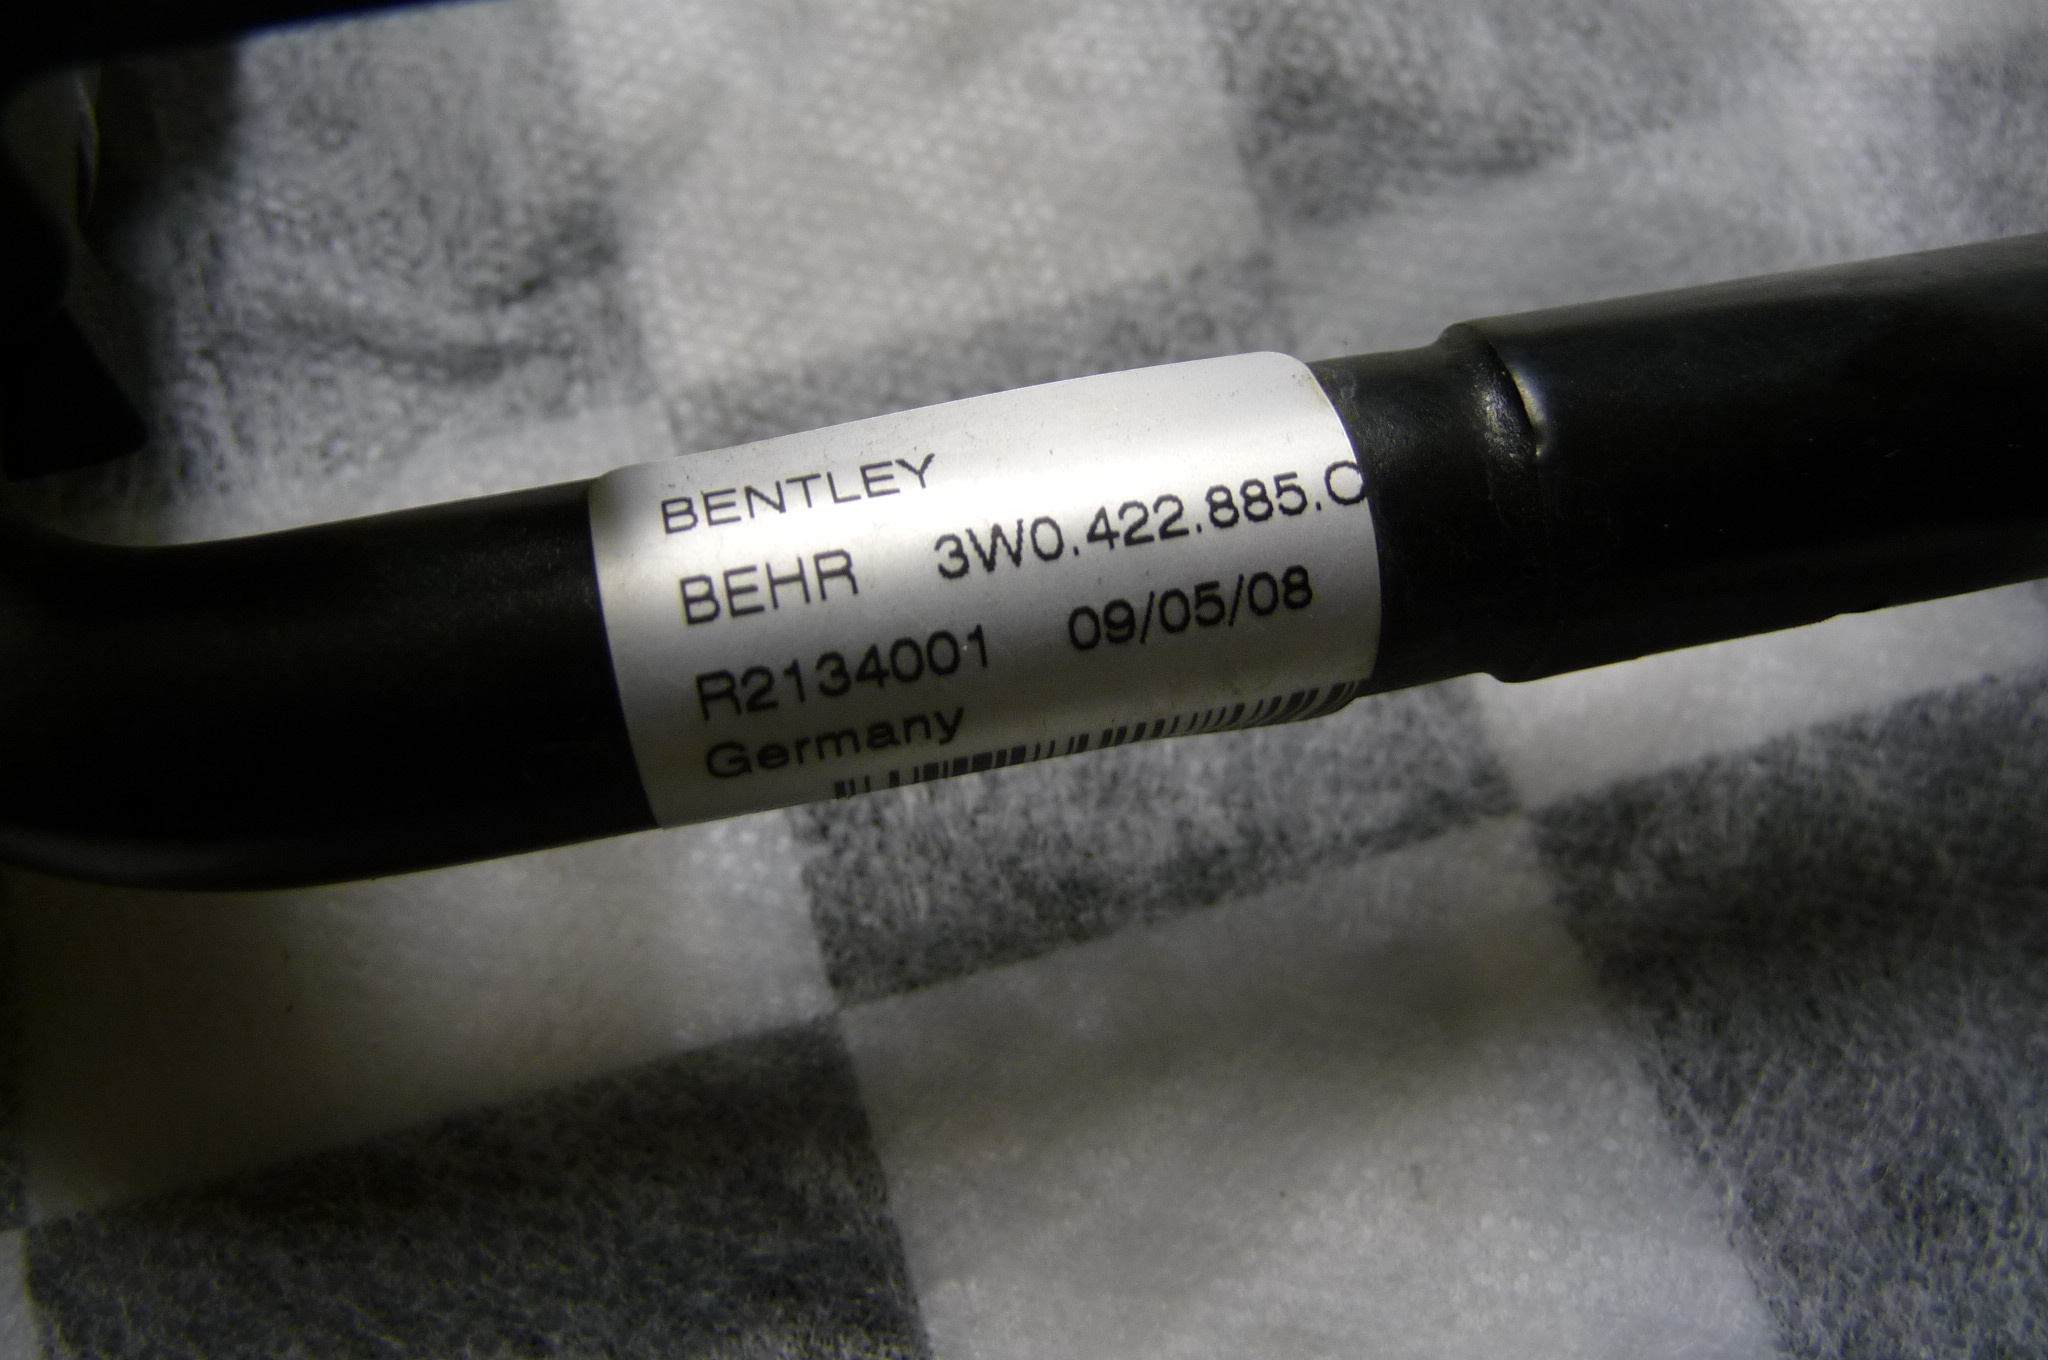 BENTLEY
BEHR 3W0.422.885.C
R2134001 09/05/08
Germany